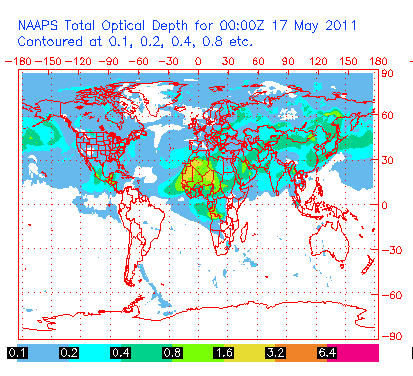 NAAPS Total Optical Depth for 00:00Z 17 May 2011
Contoured at 0.1, 0.2, 0.4, 0.8 etc.
-180 -150 -120 -90 -60 -30 0 30 60 90 120 150 180
90
60
30
0
-30
-60
-90
0.1 0.2 0.4 0.8 1.6 3.2 6.4